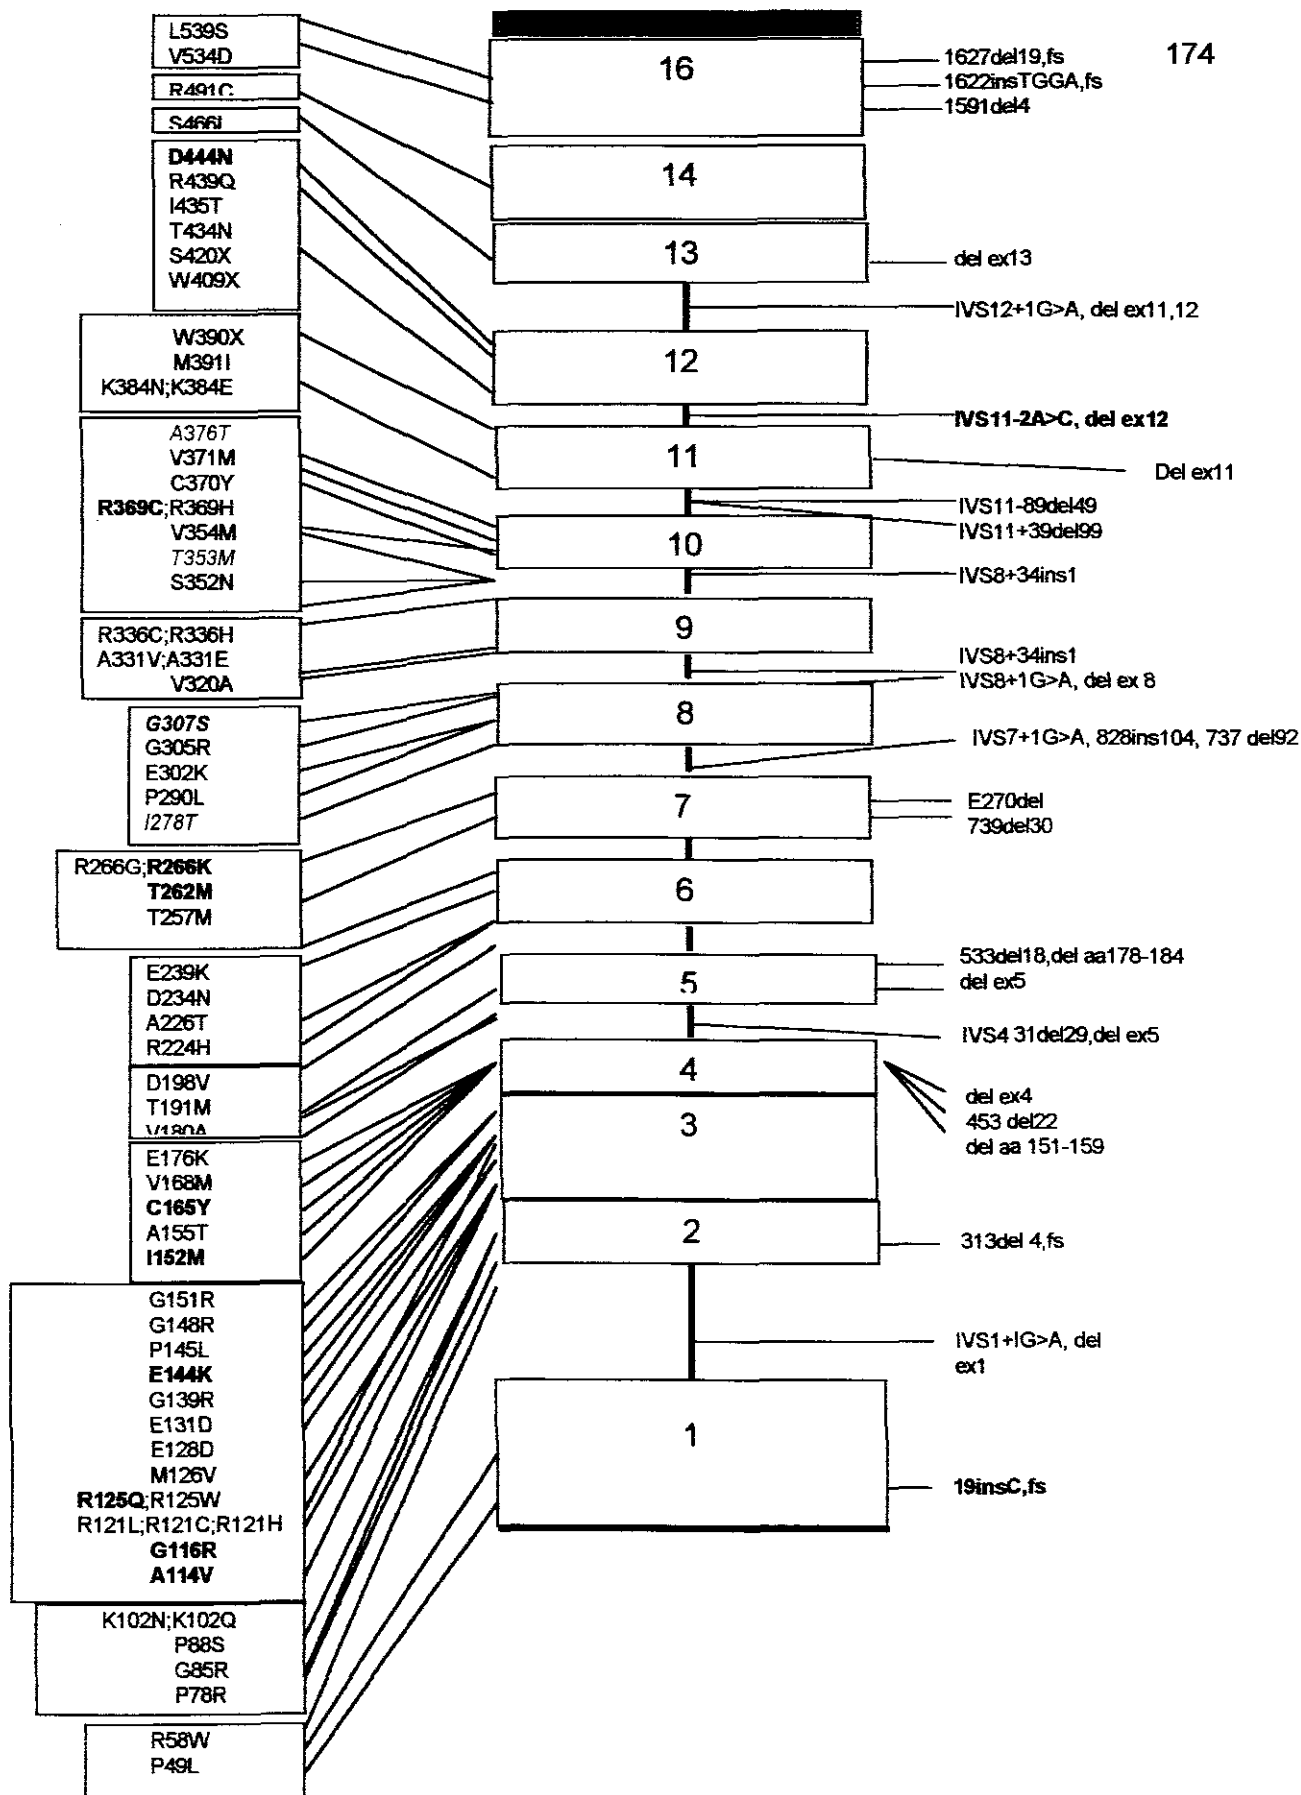 174
L539S
V534D
R491C
S466L
D444N
R439Q
I435T
T434N
S420X
W409X
W390X
M391I
K384N;K384E
A376T
V371M
C370Y
R369C;R369H
V354M
T353M
S352N
R336C;R336H
A331V;A331E
V320A
G307S
G305R
E302K
P290L
I278T
R266G;R266K
T262M
T257M
E239K
D234N
A226T
R224H
D198V
T191M
V180A
E176K
V168M
C165Y
A155T
I152M
G151R
G148R
P145L
E144K
G139R
E131D
E128D
M126V
R125Q;R125W
R121L;R121C;R121H
G116R
A114V
K102N;K102Q
P88S
G85R
P78R
R58W
P49L
16
14
13
12
11
10
9
8
7
6
5
4
3
2
1
1627del19,fs
1622insTGGA,fs
1591del4
del ex13
IVS12+1G>A, del ex11,12
IVS11-2A>C, del ex12
Del ex11
IVS11-89del49
IVS11+39del99
IVS8+34ins1
IVS8+34ins1
IVS8+1G>A, del ex 8
IVS7+1G>A, 828ins104, 737 del92
E270del
739del30
533del18,del aa178-184
del ex5
IVS4 31del29,del ex5
del ex4
453 del22
del aa 151-159
313del 4,fs
IVS1+IG>A, del
ex1
19insC,fs